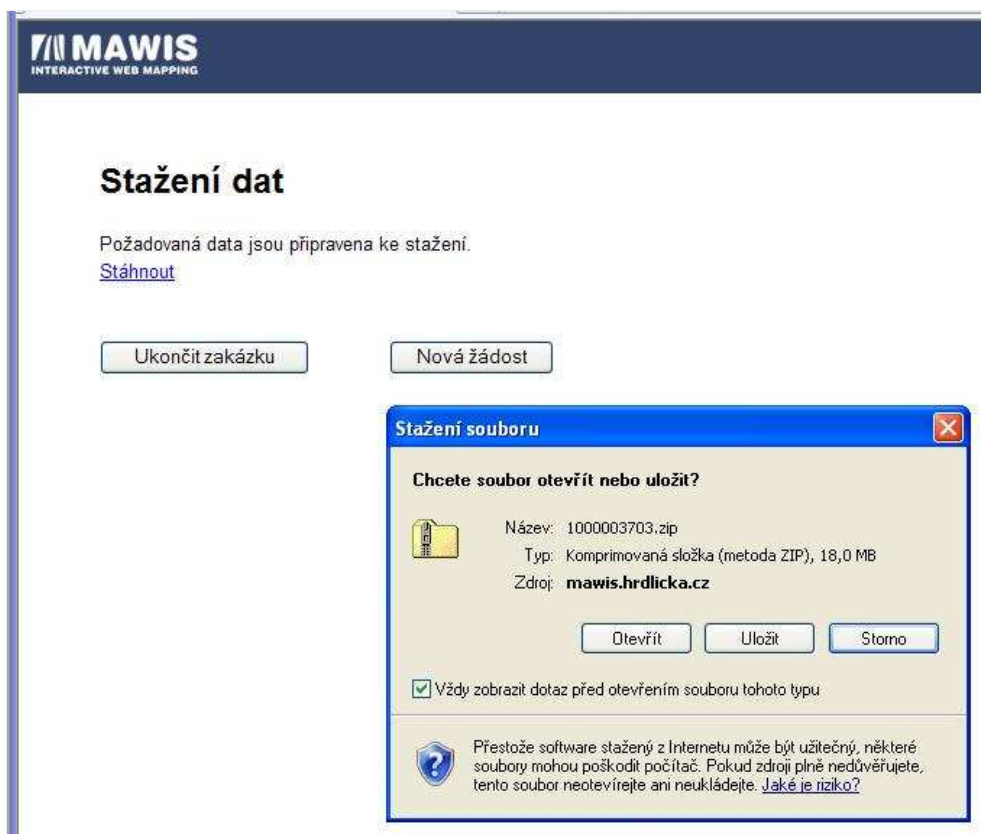 MAWIS
INTERACTIVE WEB MAPPING
Stažení dat
Požadovaná data jsou připravena ke stažení.
Stáhnout
Ukončit zakázku
Nová žádost
Stažení souboru
Chcete soubor otevřít nebo uložit?
Název: 1000003703.zip
Typ: Komprimovaná složka (metoda ZIP), 18,0 MB
Zdroj: mawis.hrdlicka.cz
Otevřít Uložit Storno
Vždy zobrazit dotaz před otevřením souboru tohoto typu
Přestože software stažený z Internetu může být užitečný, některé
soubory mohou poškodit počítač. Pokud zdroji plně nedůvěřujete,
tento soubor neotevírejte ani neukládejte. Jaké je riziko?